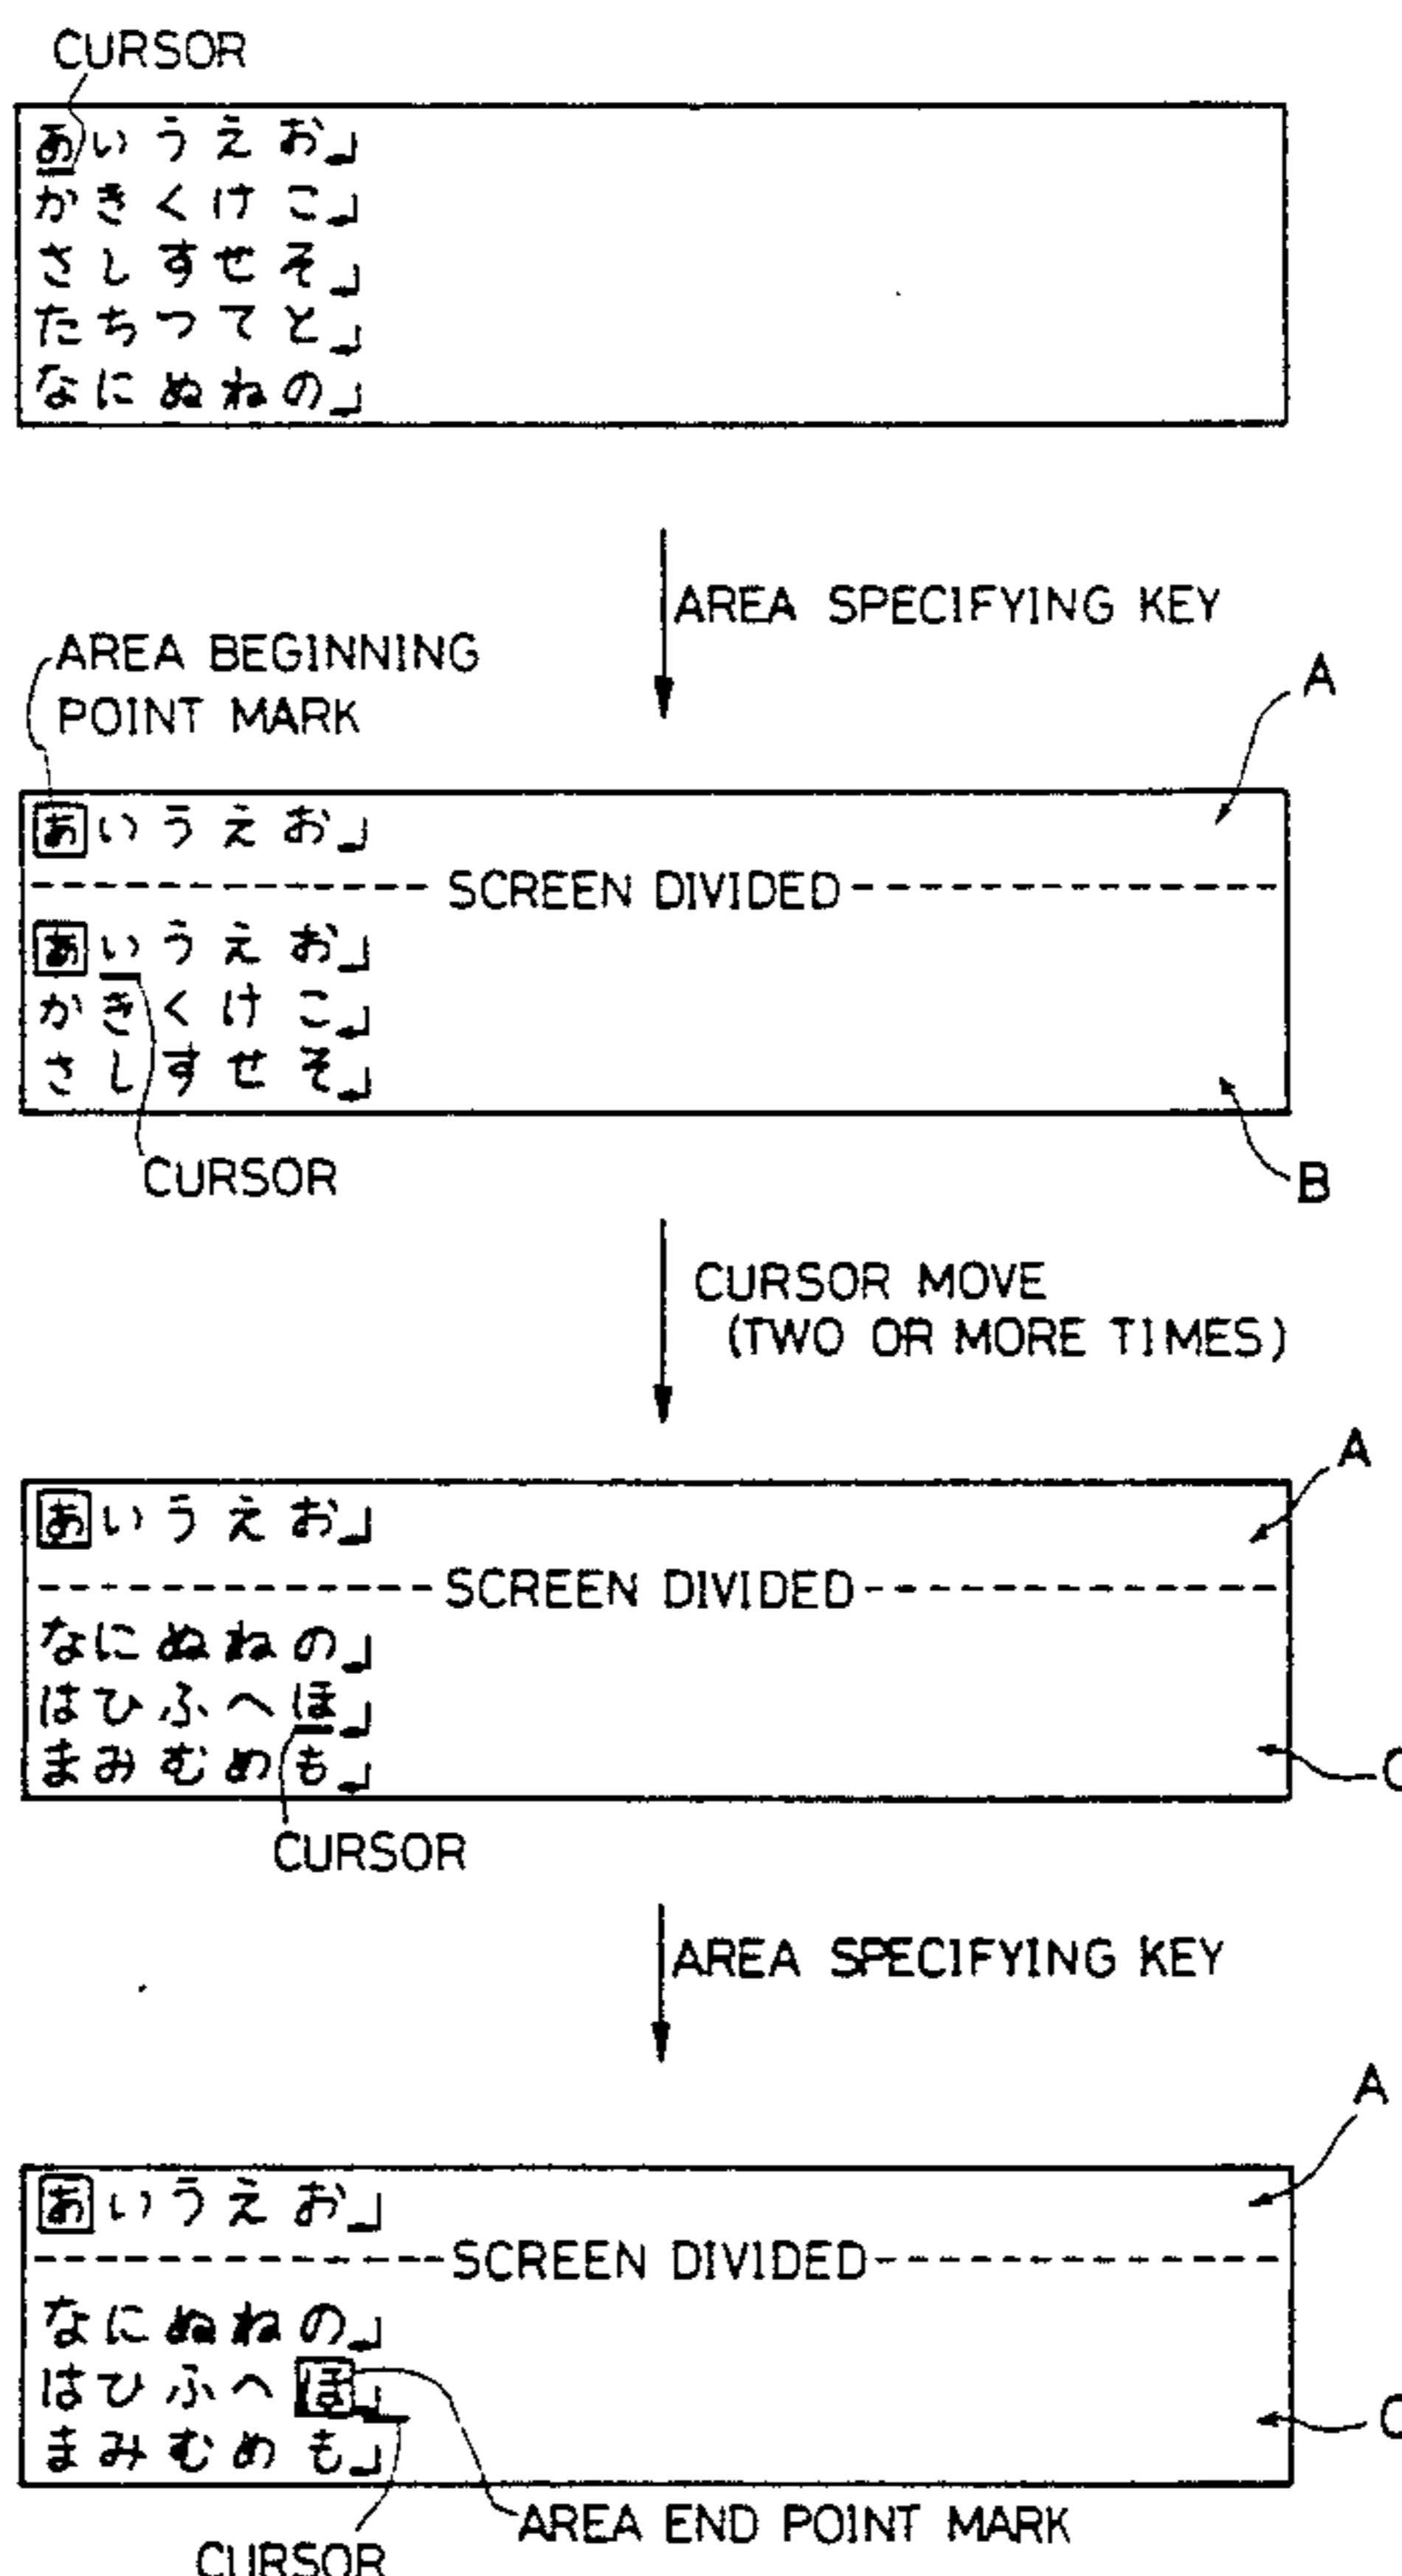 CURSOR
あいうえお↵
かきくけこ↵
さしすせそ↵
たちつてと↵
なにぬねの↵
AREA SPECIFYING KEY
AREA BEGINNING
POINT MARK
A
あいうえお↵
SCREEN DIVIDED
あいうえお↵
かきくけこ↵
さしすせそ↵
CURSOR
B
CURSOR MOVE
(TWO OR MORE TIMES)
A
あいうえお↵
SCREEN DIVIDED
なにぬねの↵
はひふへほ↵
まみむめも↵
C
CURSOR
AREA SPECIFYING KEY
A
あいうえお↵
SCREEN DIVIDED
なにぬねの↵
はひふへほ↵
まみむめも↵
C
AREA END POINT MARK
CURSOR